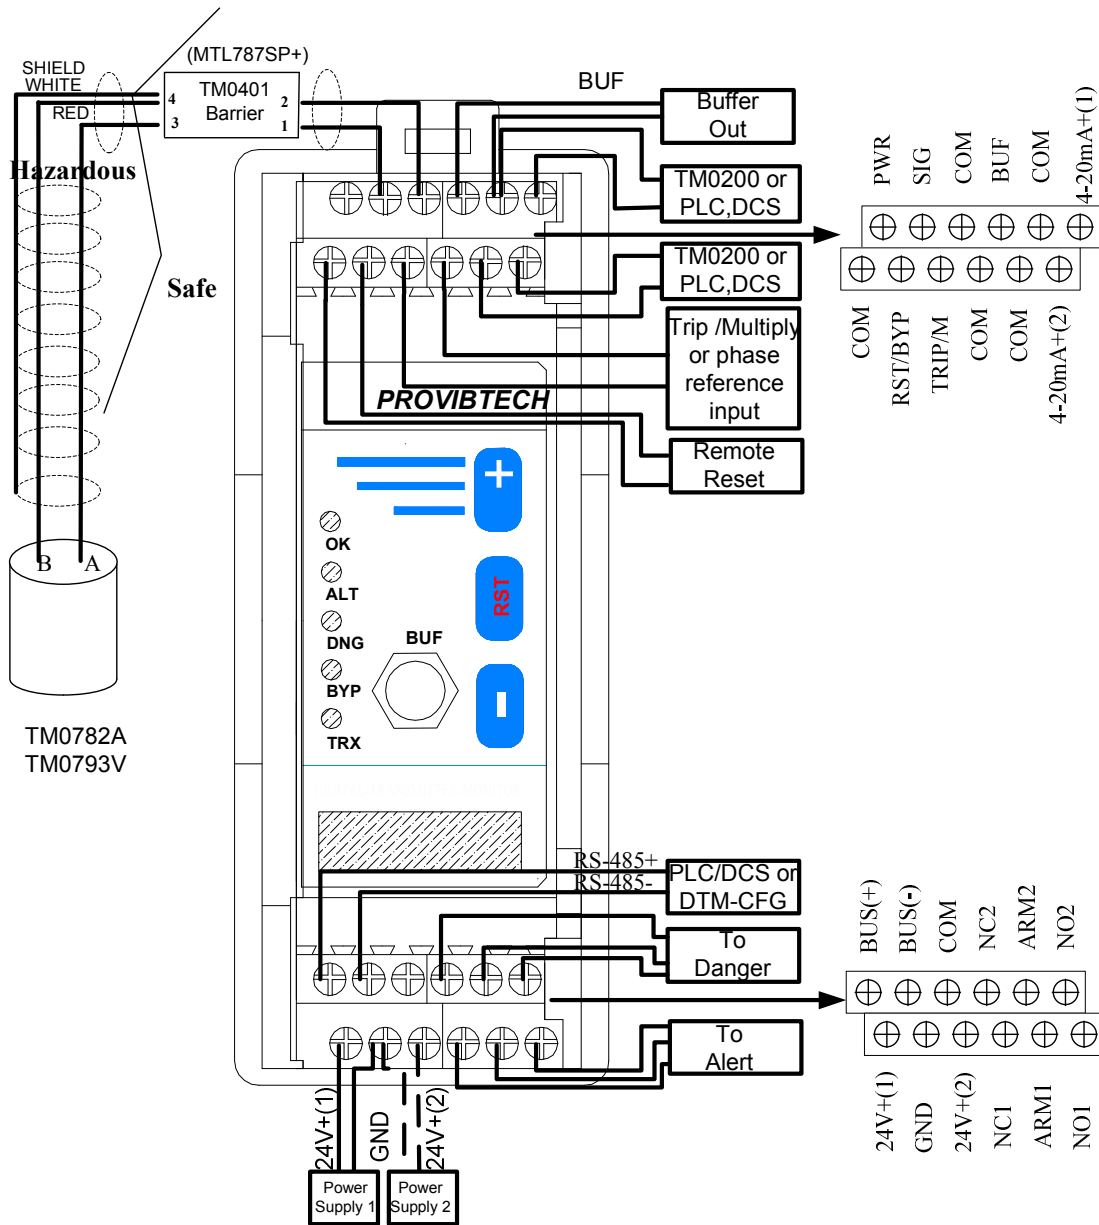 (MTL787SP+)
SHIELD
WHITE
RED
4
3
TM0401
Barrier
2
1
BUF
Buffer
Out
Hazardous
Safe
TM0200 or
PLC,DCS
TM0200 or
PLC,DCS
Trip /Multiply
or phase
reference
input
Remote
Reset
PWR
SIG
COM
BUF
COM
4-20mA+(1)
COM
RST/BYP
TRIP/M
COM
COM
4-20mA+(2)
PROVIBTECH
+
OK
ALT
DNG
BYP
TRX
BUF
RST
-
B
A
TM0782A
TM0793V
RS-485+
RS-485-
PLC/DCS or
DTM-CFG
To
Danger
To
Alert
BUS(+)
BUS(-)
COM
NC2
ARM2
NO2
24V+(1)
GND
24V+(2)
NC1
ARM1
NO1
24V+(1)
GND
24V+(2)
Power
Supply 1
Power
Supply 2